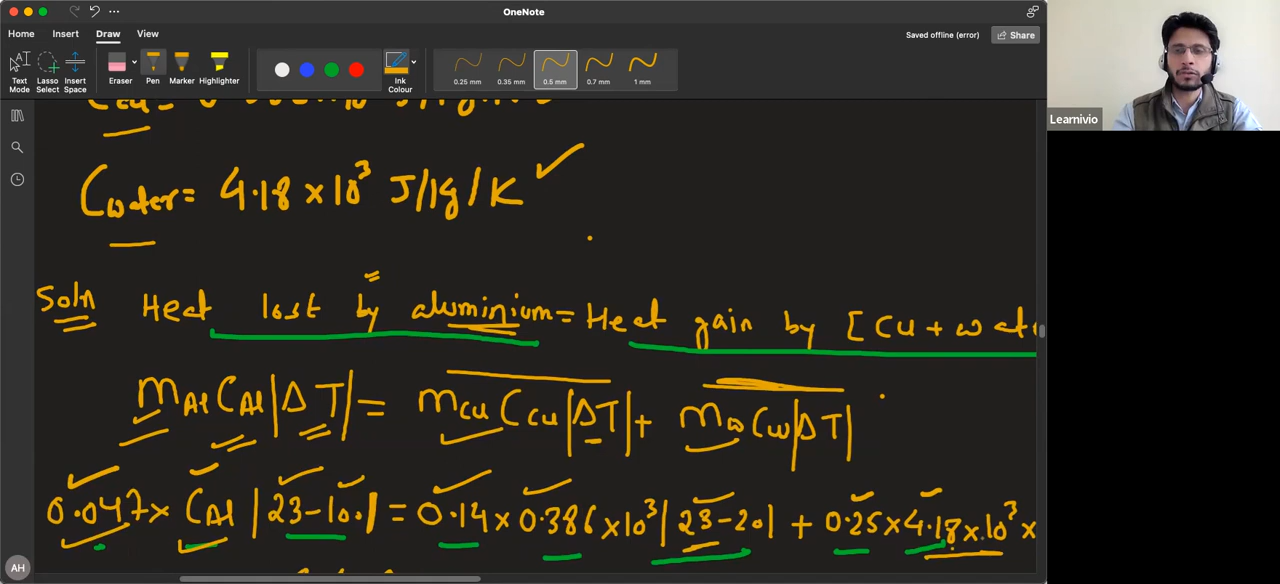 OneNote
Home Insert Draw View
Saved offline (error) Share
Text Mode Lasso Select Insert Space Eraser Pen Marker Highlighter
0.25 mm 0.35 mm 0.5 mm 0.7 mm 1 mm
Ink Colour
Learnivio
Cwater= 4.18 × 10³ J/kg/K ✓
Soln Heat lost by aluminium = Heat gain by [Cu + wat
mAl CAl |ΔT| = mCu CCu |ΔT| + mw Cw |ΔT|
0.047 × CAl |23-100| = 0.14 × 0.386 × 10³ |23-20| + 0.25 × 4.18 × 10³ ×
AH